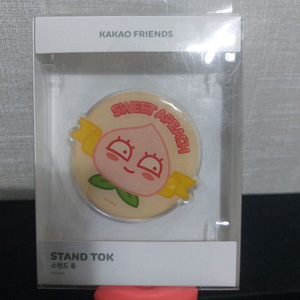 KAKAO FRIENDS
SWEET APEACH
STAND TOK
스탠드 톡